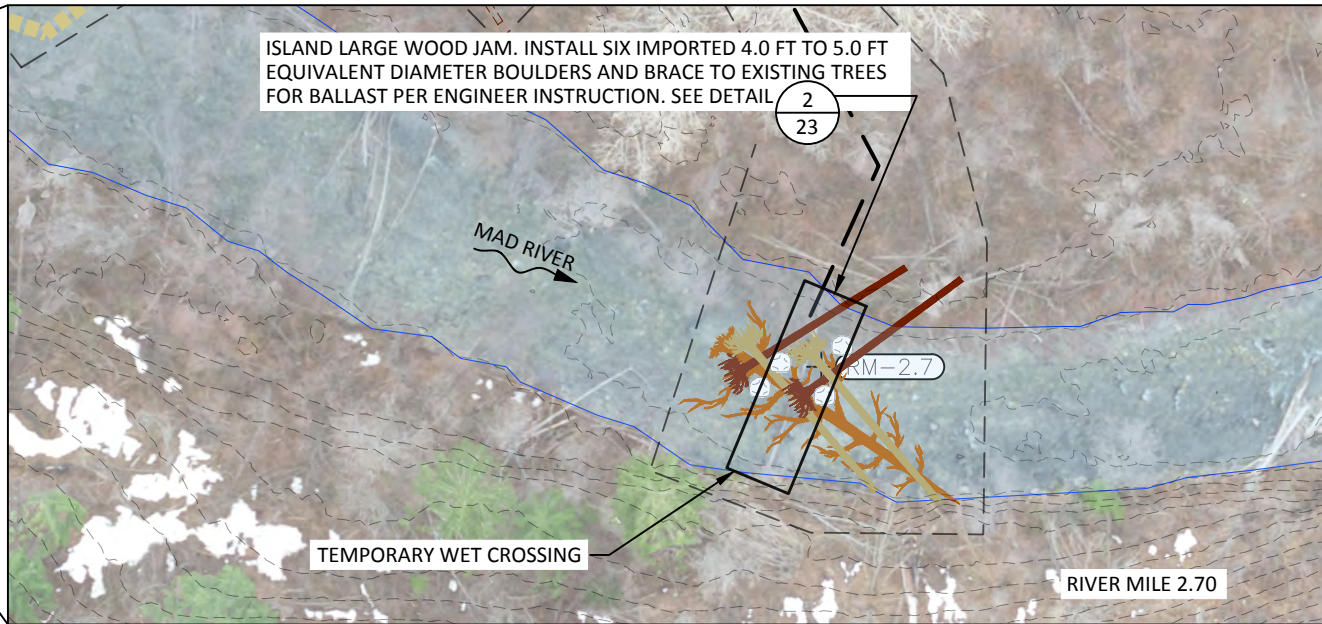 ISLAND LARGE WOOD JAM. INSTALL SIX IMPORTED 4.0 FT TO 5.0 FT
EQUIVALENT DIAMETER BOULDERS AND BRACE TO EXISTING TREES
FOR BALLAST PER ENGINEER INSTRUCTION. SEE DETAIL
2
23
MAD RIVER
RM-2.7
TEMPORARY WET CROSSING
RIVER MILE 2.70